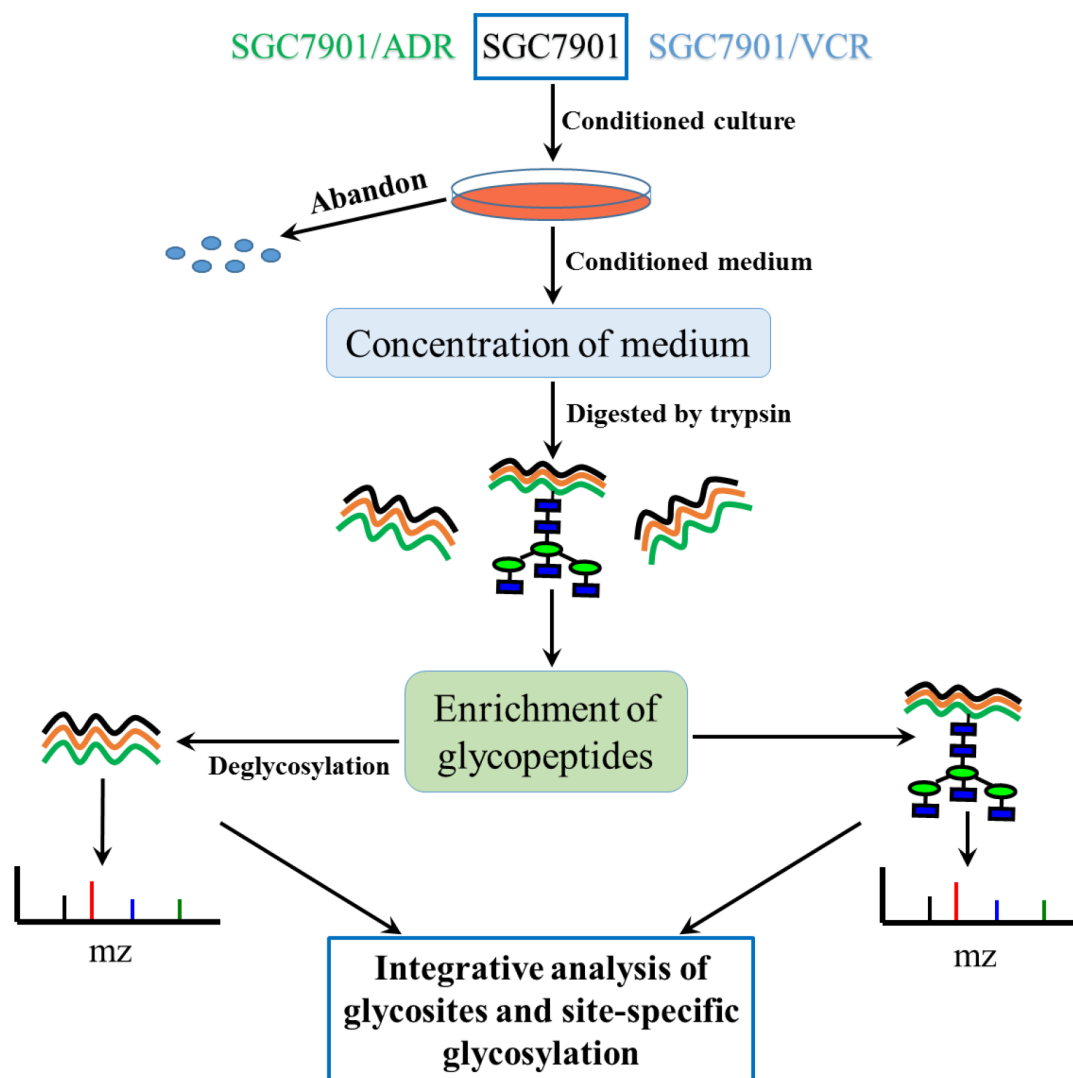 SGC7901/ADR SGC7901 SGC7901/VCR
Conditioned culture
Abandon
Conditioned medium
Concentration of medium
Digested by trypsin
Enrichment of
glycopeptides
Deglycosylation
mz
mz
Integrative analysis of
glycosites and site-specific
glycosylation